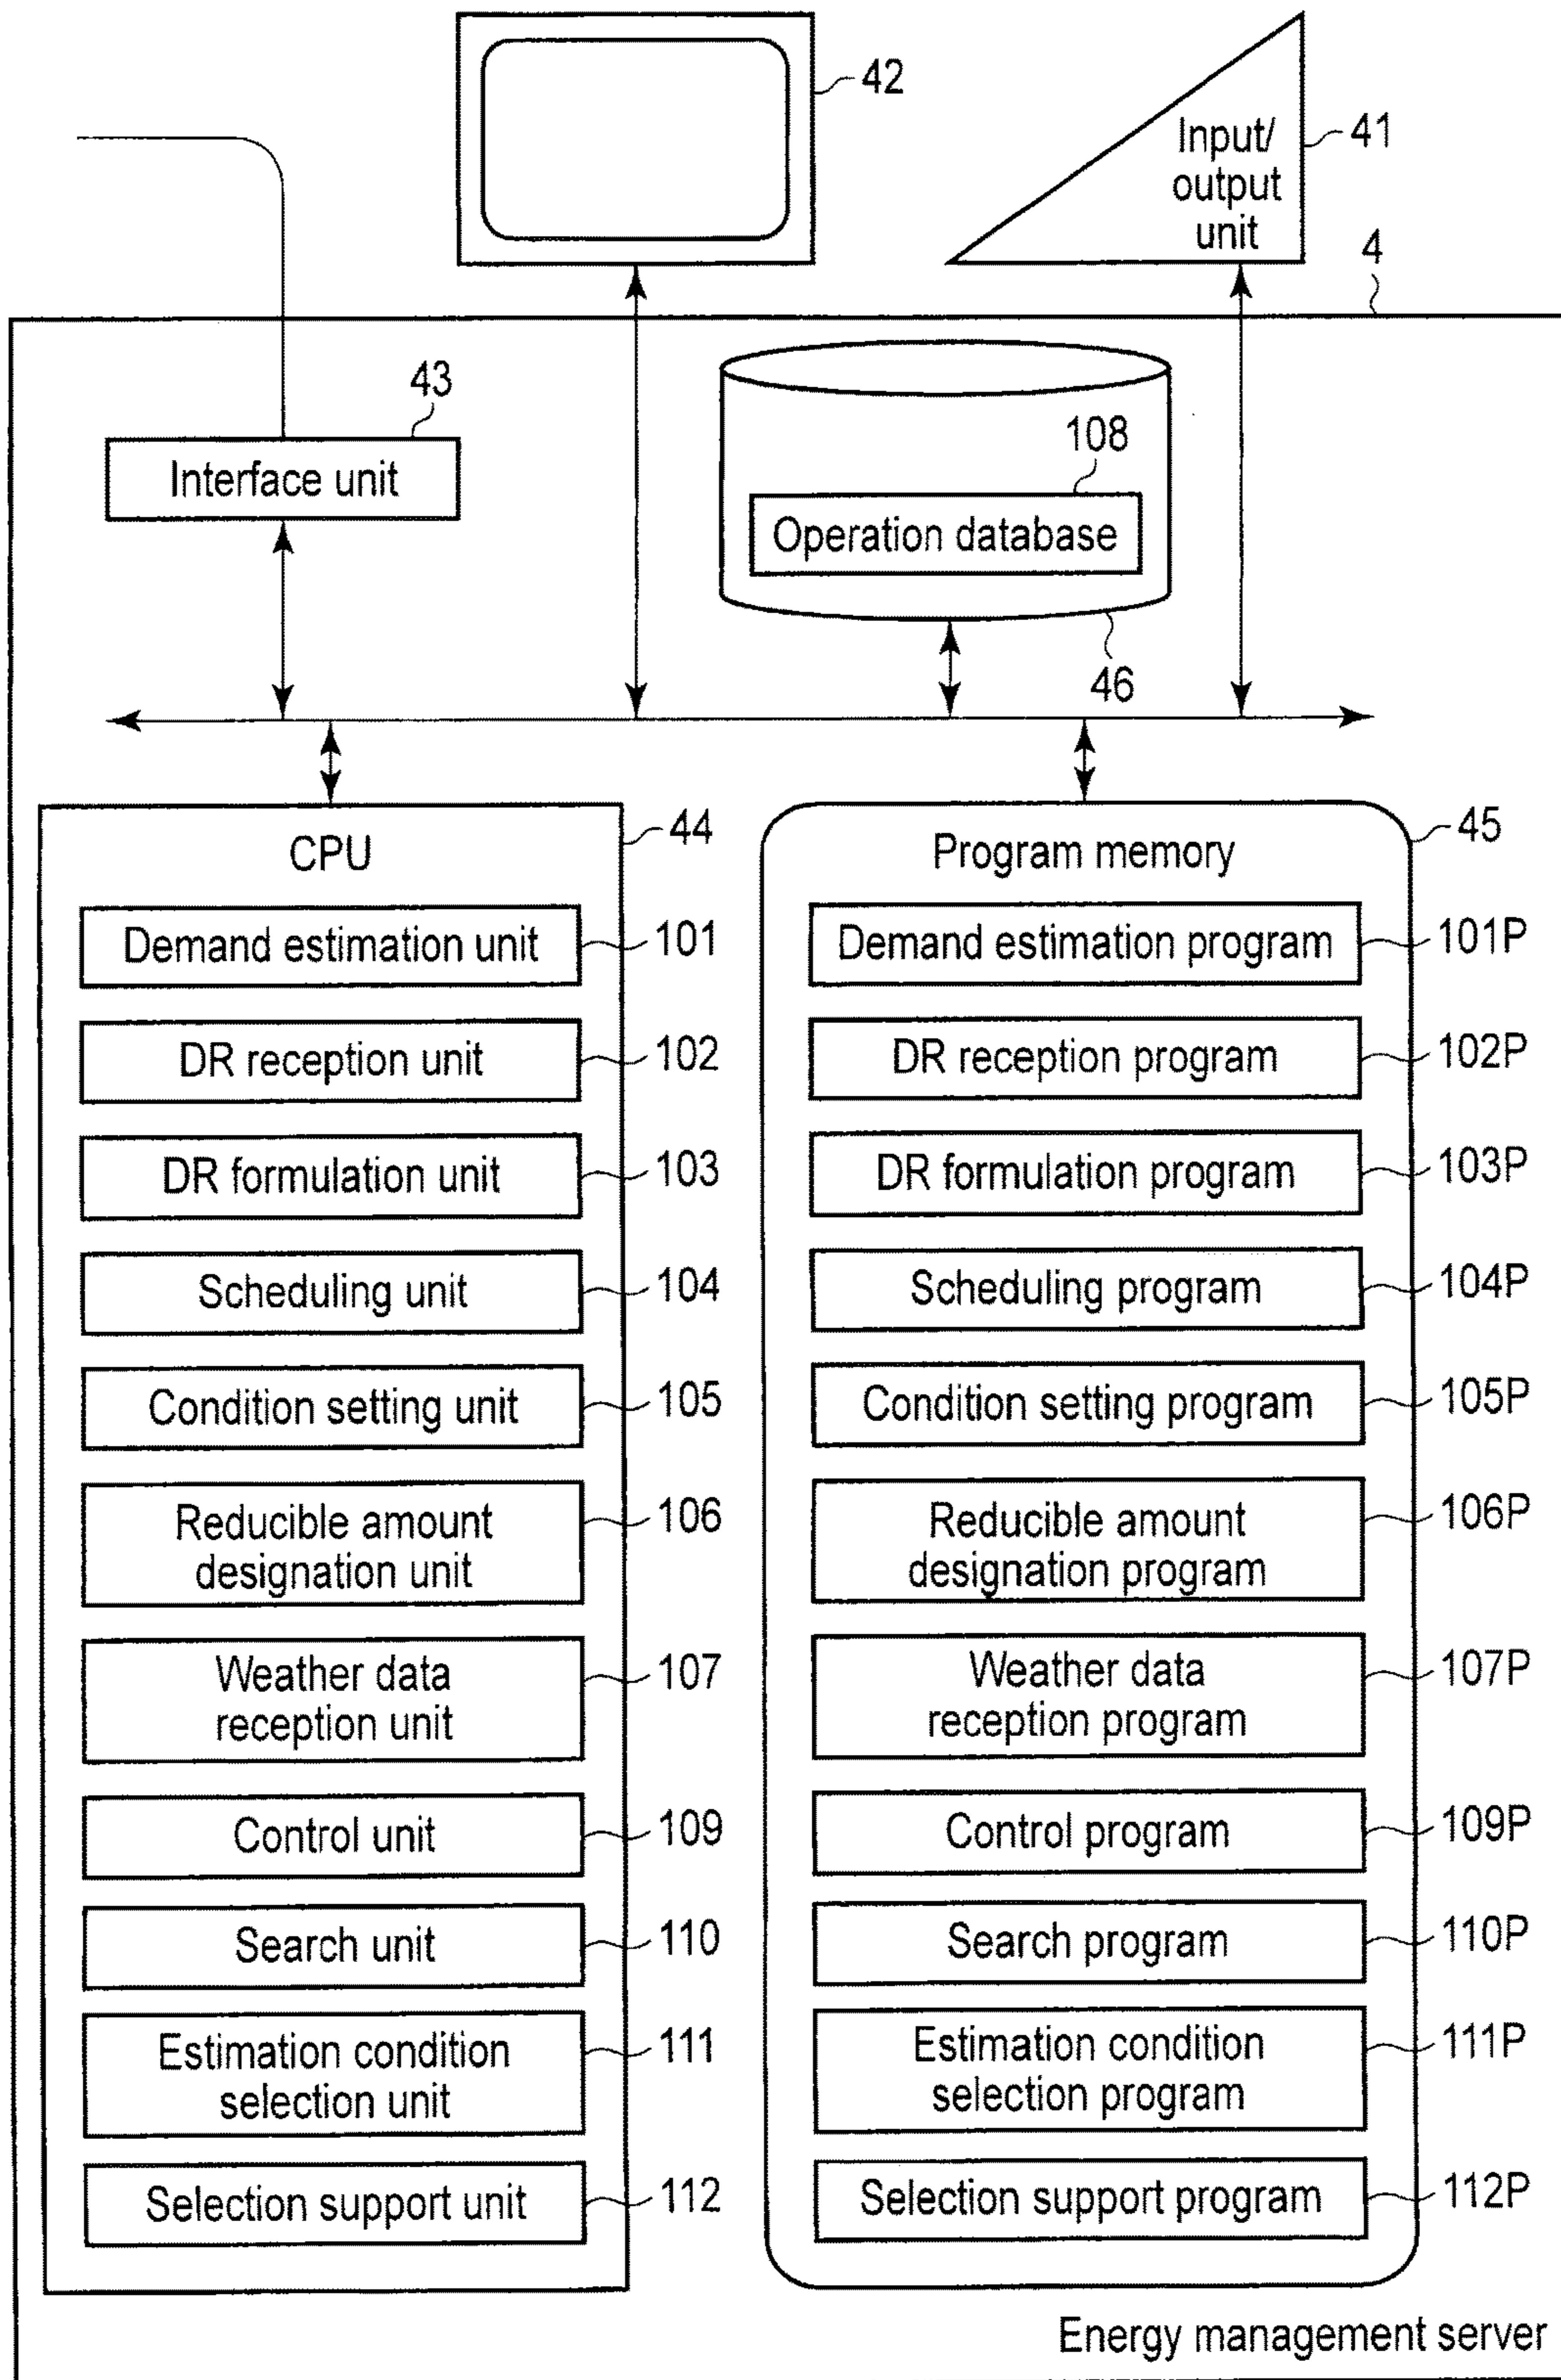 42
Input/
output
unit
41
4
43
Interface unit
108
Operation database
46
CPU
44
Demand estimation unit
101
DR reception unit
102
DR formulation unit
103
Scheduling unit
104
Condition setting unit
105
Reducible amount
designation unit
106
Weather data
reception unit
107
Control unit
109
Search unit
110
Estimation condition
selection unit
111
Selection support unit
112
Program memory
45
Demand estimation program
101P
DR reception program
102P
DR formulation program
103P
Scheduling program
104P
Condition setting program
105P
Reducible amount
designation program
106P
Weather data
reception program
107P
Control program
109P
Search program
110P
Estimation condition
selection program
111P
Selection support program
112P
Energy management server